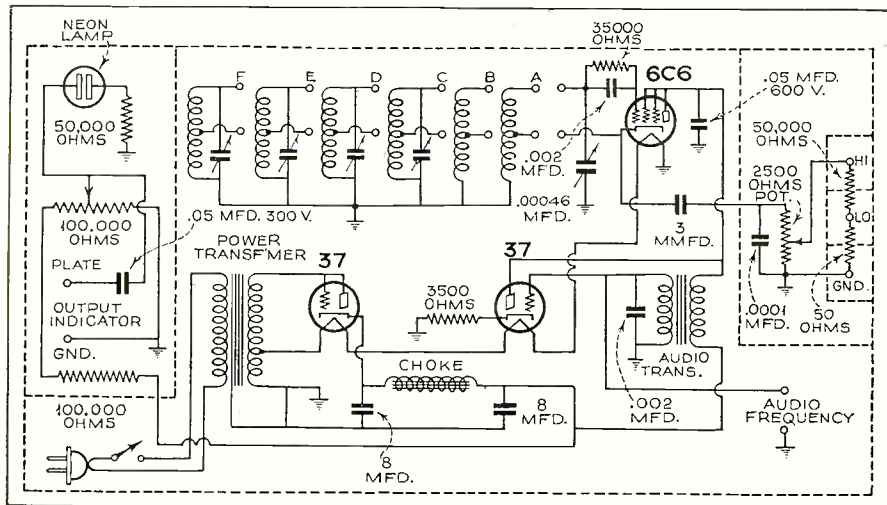 NEON
LAMP
50,000
OHMS
100.000
OHMS
.05 MFD. 300 V.
PLATE
OUTPUT
INDICATOR
GND.
100,000
OHMS
POWER
TRANSF'MER
F
E
D
C
B
A
35000
OHMS
6C6
.002
MFD.
.00046
MFD.
.05 MFD.
600 V.
50,000
OHMS
2500
OHMS
POT.
HI
LO
GND.
3
MMFD.
.0001
MFD.
50
OHMS
37
3500
OHMS
37
CHOKE
8
MFD.
8
MFD.
.002
MFD.
AUDIO
TRANS.
AUDIO
FREQUENCY